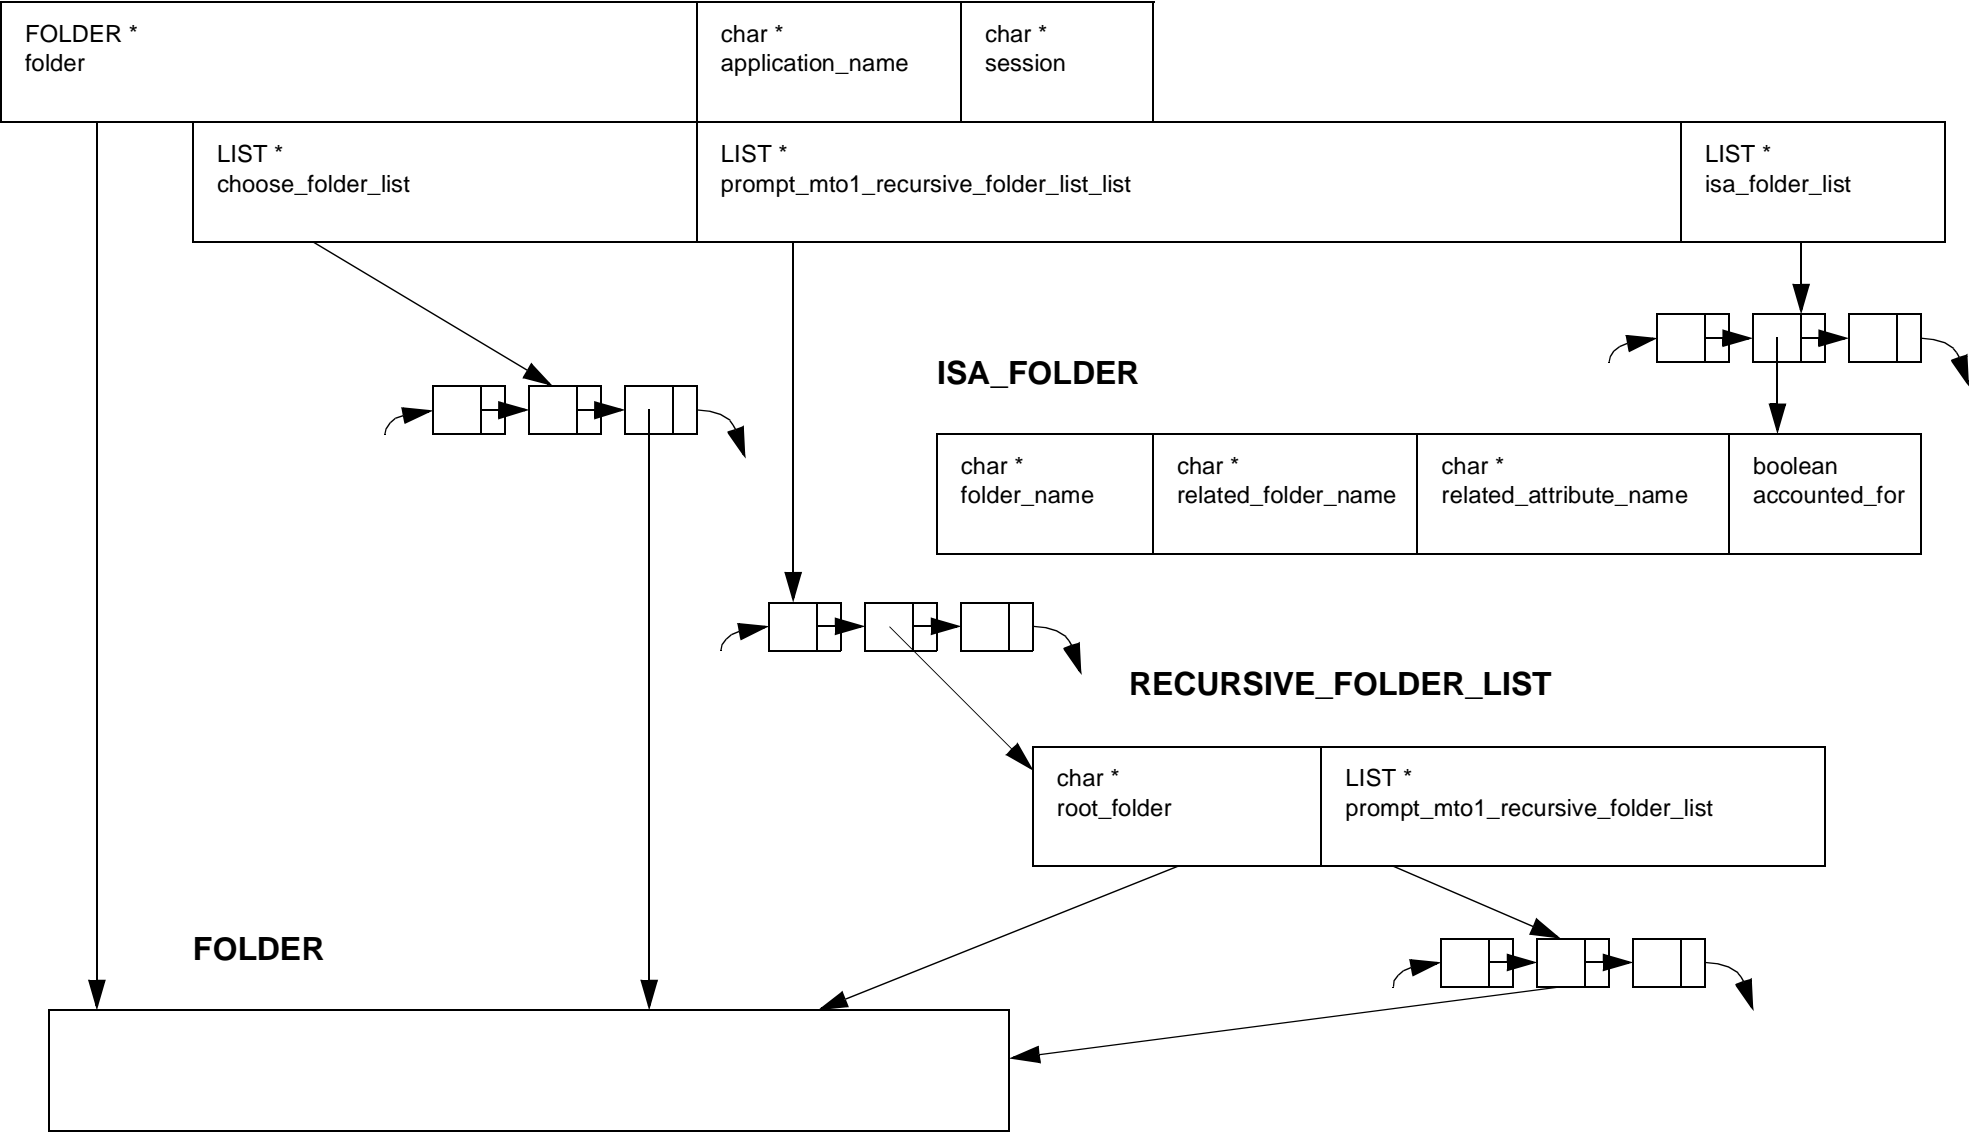 FOLDER *
folder
char *
application_name
char *
session
LIST *
choose_folder_list
LIST *
prompt_mto1_recursive_folder_list_list
LIST *
isa_folder_list
ISA_FOLDER
char *
folder_name
char *
related_folder_name
char *
related_attribute_name
boolean
accounted_for
RECURSIVE_FOLDER_LIST
char *
root_folder
LIST *
prompt_mto1_recursive_folder_list
FOLDER